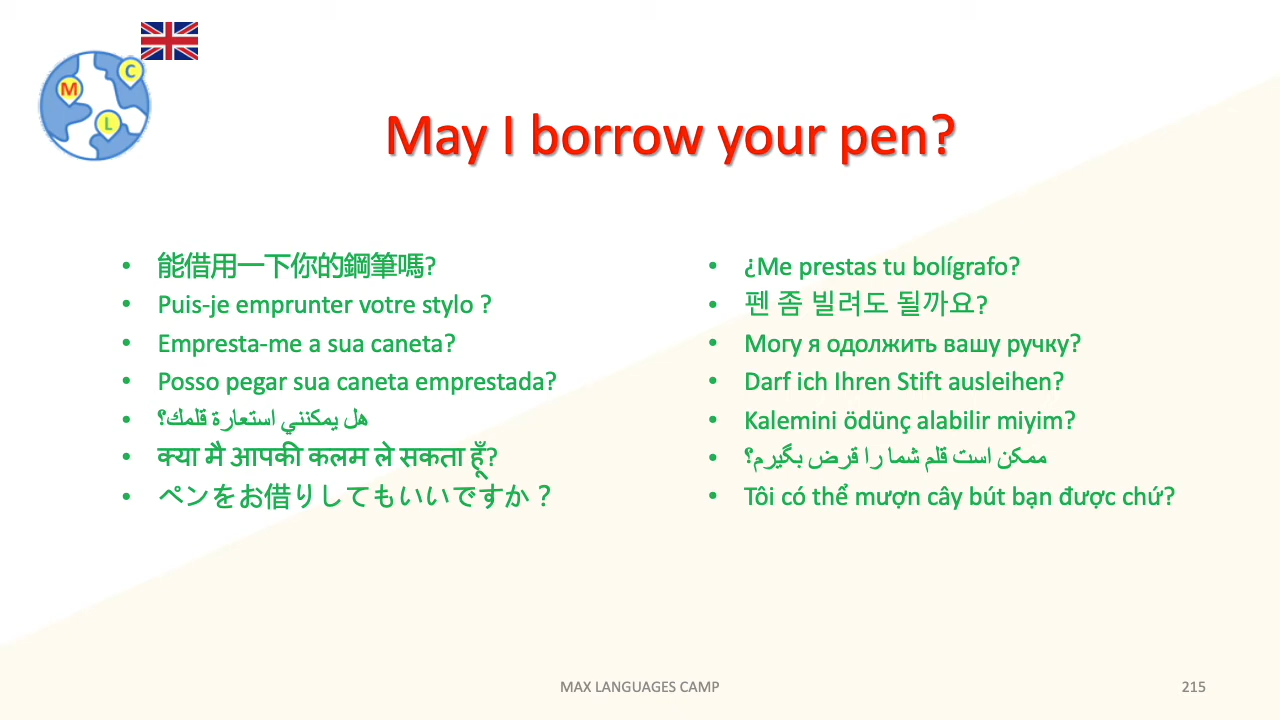 C
M
L
May I borrow your pen?
• 能借用一下你的鋼筆嗎?
• Puis-je emprunter votre stylo ?
• Empresta-me a sua caneta?
• Posso pegar sua caneta emprestada?
• هل يمكنني استعارة قلمك؟
• क्या मै आपकी कलम ले सकता हूँ?
• ペンをお借りしてもいいですか？
• ¿Me prestas tu bolígrafo?
• 펜 좀 빌려도 될까요?
• Могу я одолжить вашу ручку?
• Darf ich Ihren Stift ausleihen?
• Kalemini ödünç alabilir miyim?
• ممكن است قلم شما را قرض بگیرم؟
• Tôi có thể mượn cây bút bạn được chứ?
MAX LANGUAGES CAMP
215